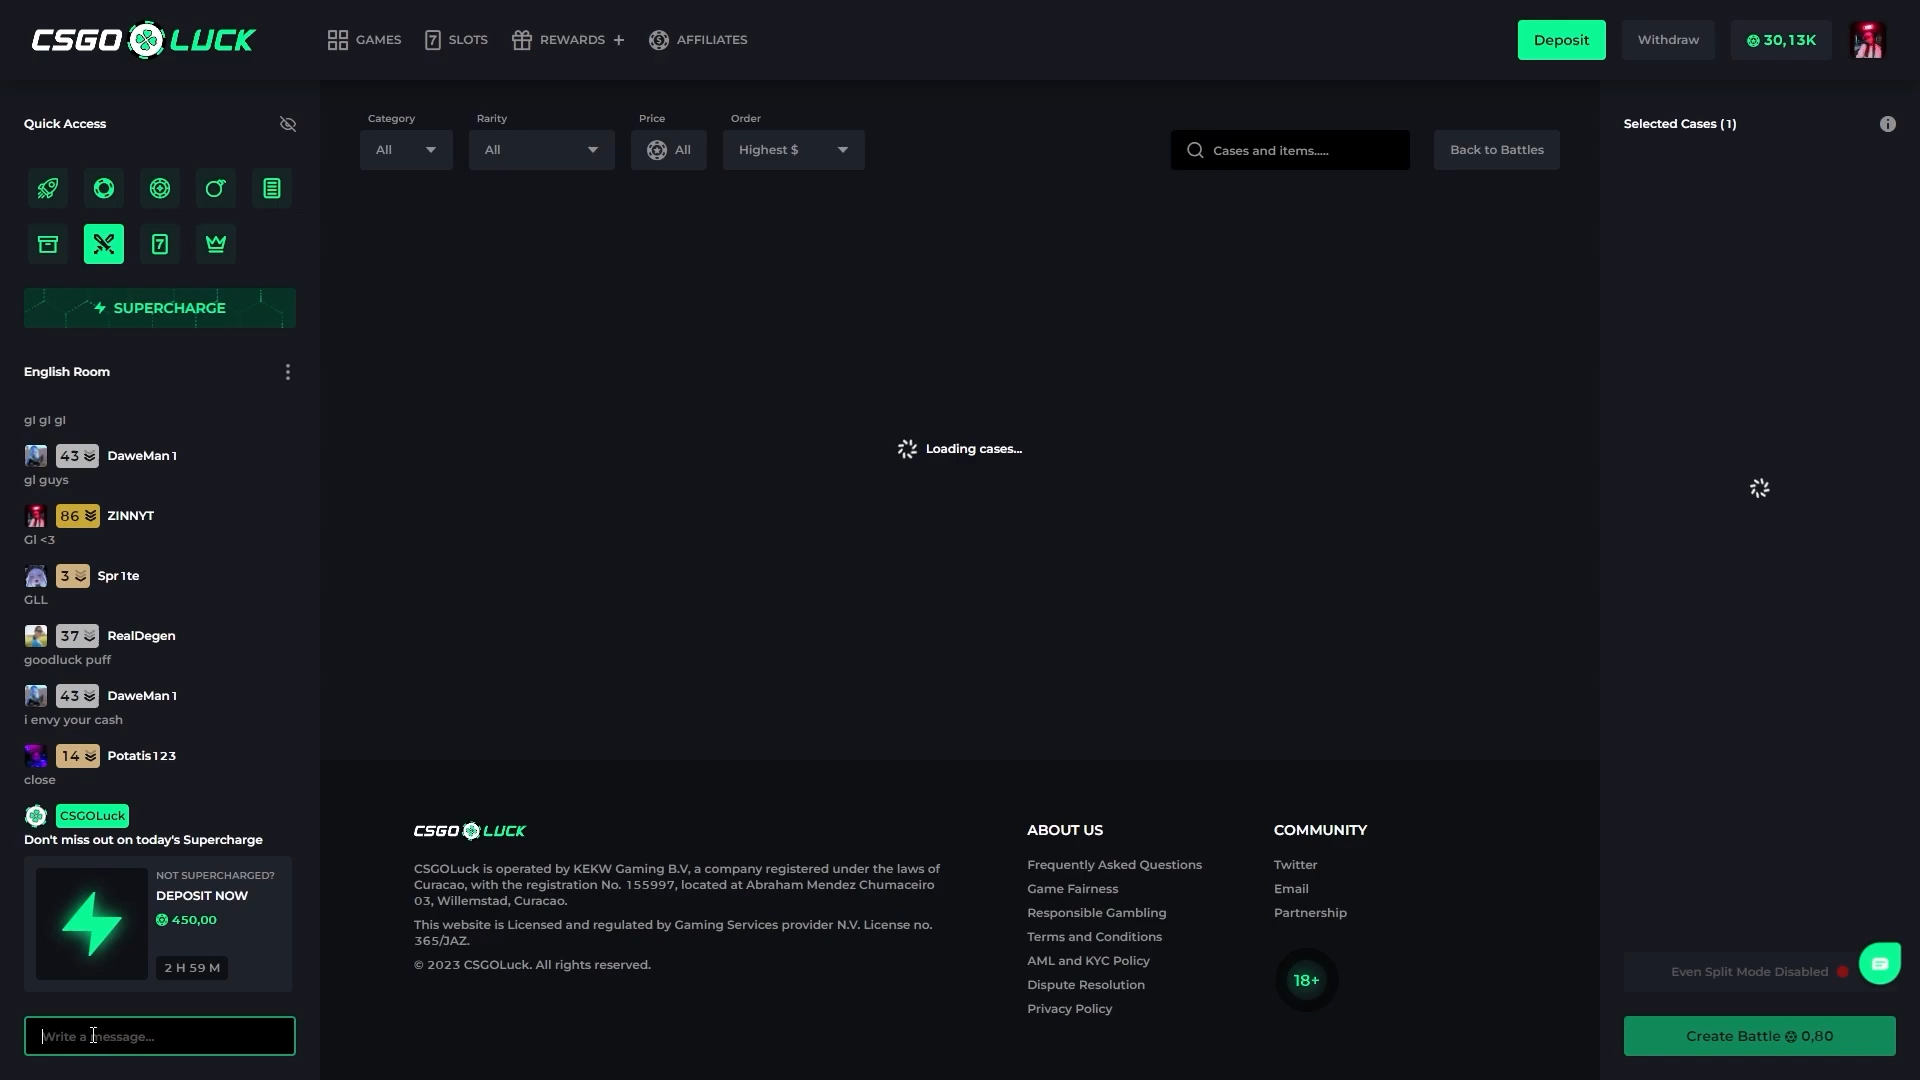 CSGO LUCK
GAMES
SLOTS
REWARDS +
AFFILIATES
Deposit
Withdraw
30,13K
Quick Access
SUPERCHARGE
English Room
gl gl gl
43 DaweMan1
gl guys
86 ZINNYT
Gl <3
3 Spr1te
GLL
37 RealDegen
goodluck puff
43 DaweMan1
i envy your cash
14 Potatis123
close
CSGOLuck
Don't miss out on today's Supercharge
NOT SUPERCHARGED?
DEPOSIT NOW
450,00
2 H 59 M
Write a message...
Category
All
Rarity
All
Price
All
Order
Highest $
Cases and items.....
Back to Battles
Loading cases...
CSGO LUCK
CSGOLuck is operated by KEKW Gaming B.V, a company registered under the laws of
Curacao, with the registration No. 155997, located at Abraham Mendez Chumaceiro
03, Willemstad, Curacao.
This website is Licensed and regulated by Gaming Services provider N.V. License no.
365/JAZ.
© 2023 CSGOLuck. All rights reserved.
ABOUT US
Frequently Asked Questions
Game Fairness
Responsible Gambling
Terms and Conditions
AML and KYC Policy
Dispute Resolution
Privacy Policy
COMMUNITY
Twitter
Email
Partnership
18+
Selected Cases (1)
Even Split Mode Disabled
Create Battle 0,80